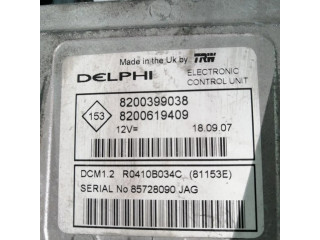 Made in the Uk by TRW
DELPHI ELECTRONIC
CONTROL UNIT
8200399038
153 8200619409
12V= 18.09.07
DCM1.2 R0410B034C (81153E)
SERIAL No 85728090 JAG